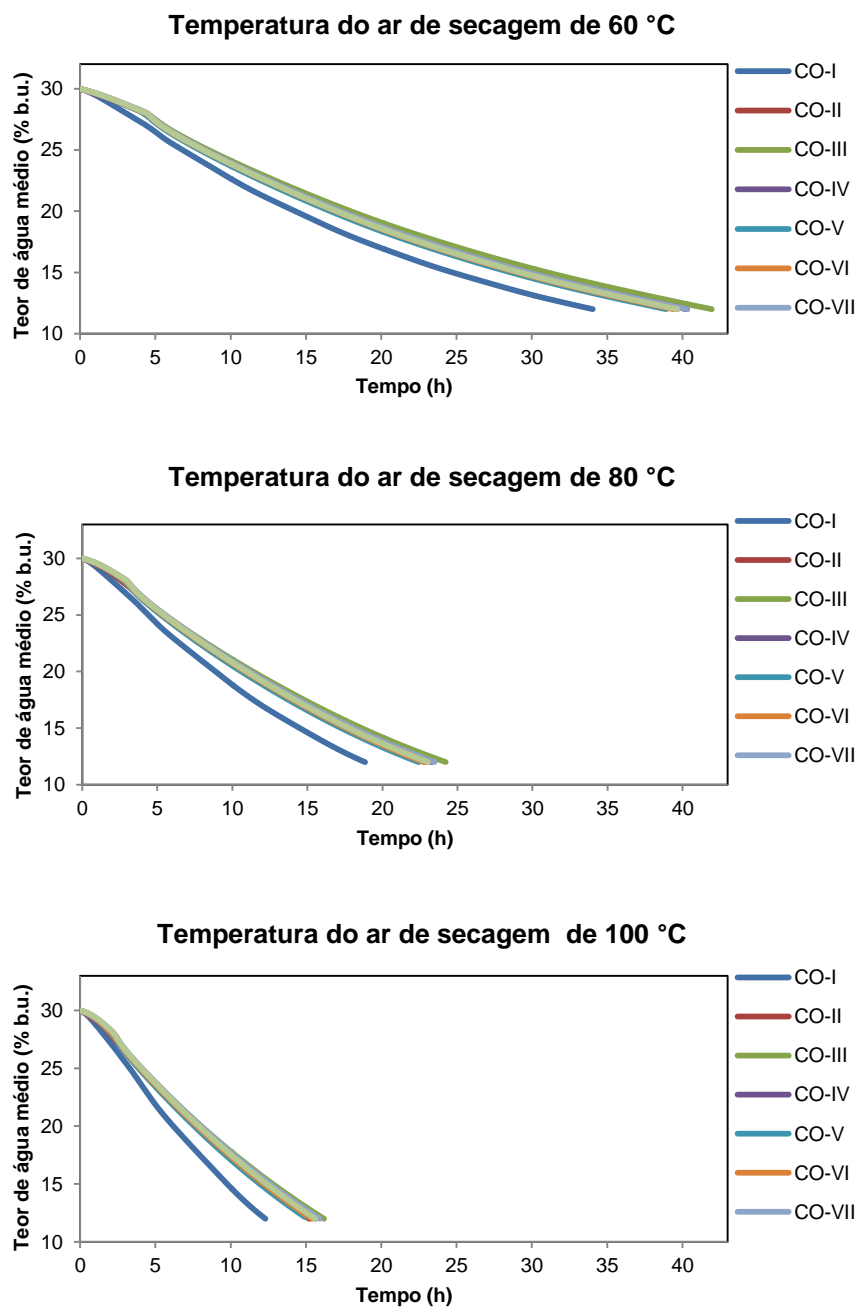 Temperatura do ar de secagem de 60 °C
Teor de água médio (% b.u.)
30
25
20
15
10
0 5 10 15 20 25 30 35 40
Tempo (h)
CO-I
CO-II
CO-III
CO-IV
CO-V
CO-VI
CO-VII
Temperatura do ar de secagem de 80 °C
Teor de água médio (% b.u.)
30
25
20
15
10
0 5 10 15 20 25 30 35 40
Tempo (h)
CO-I
CO-II
CO-III
CO-IV
CO-V
CO-VI
CO-VII
Temperatura do ar de secagem  de 100 °C
Teor de água médio (% b.u.)
30
25
20
15
10
0 5 10 15 20 25 30 35 40
Tempo (h)
CO-I
CO-II
CO-III
CO-IV
CO-V
CO-VI
CO-VII